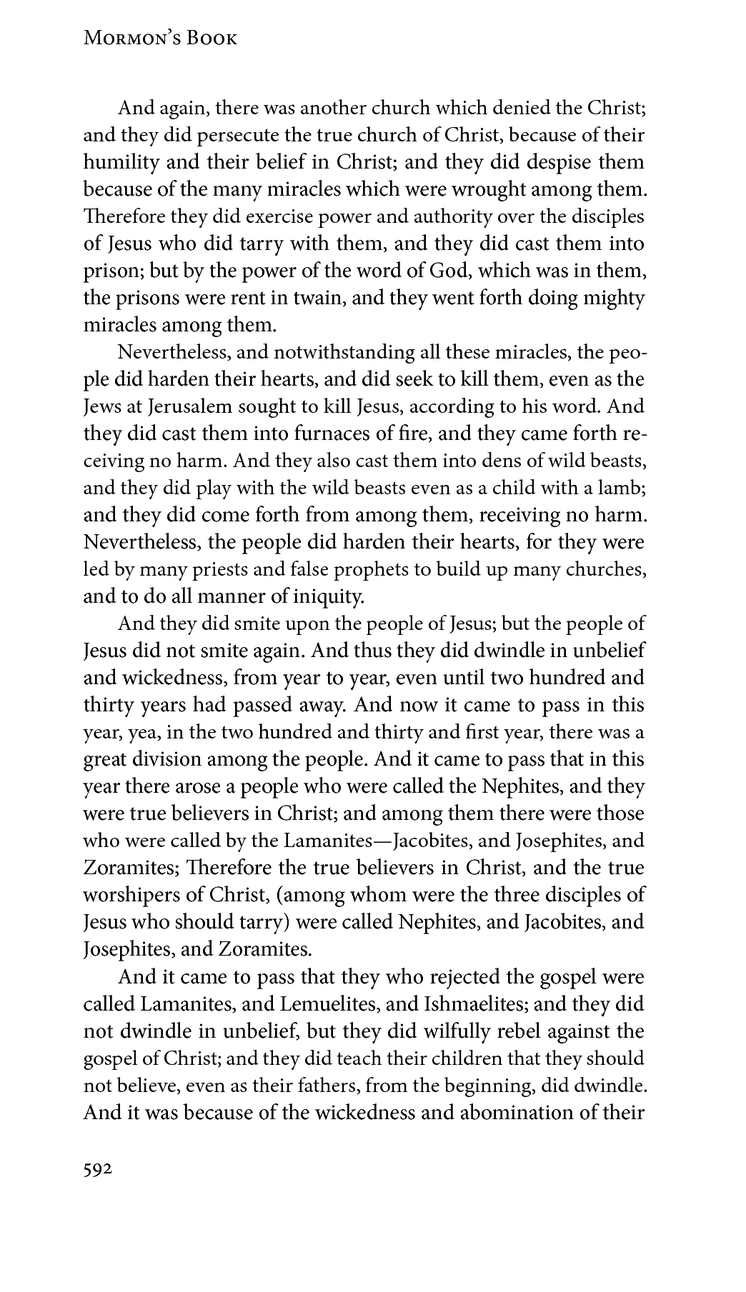 Mormon's Book
And again, there was another church which denied the Christ;
and they did persecute the true church of Christ, because of their
humility and their belief in Christ; and they did despise them
because of the many miracles which were wrought among them.
Therefore they did exercise power and authority over the disciples
of Jesus who did tarry with them, and they did cast them into
prison; but by the power of the word of God, which was in them,
the prisons were rent in twain, and they went forth doing mighty
miracles among them.
Nevertheless, and notwithstanding all these miracles, the peo-
ple did harden their hearts, and did seek to kill them, even as the
Jews at Jerusalem sought to kill Jesus, according to his word. And
they did cast them into furnaces of fire, and they came forth re-
ceiving no harm. And they also cast them into dens of wild beasts,
and they did play with the wild beasts even as a child with a lamb;
and they did come forth from among them, receiving no harm.
Nevertheless, the people did harden their hearts, for they were
led by many priests and false prophets to build up many churches,
and to do all manner of iniquity.
And they did smite upon the people of Jesus; but the people of
Jesus did not smite again. And thus they did dwindle in unbelief
and wickedness, from year to year, even until two hundred and
thirty years had passed away. And now it came to pass in this
year, yea, in the two hundred and thirty and first year, there was a
great division among the people. And it came to pass that in this
year there arose a people who were called the Nephites, and they
were true believers in Christ; and among them there were those
who were called by the Lamanites—Jacobites, and Josephites, and
Zoramites; Therefore the true believers in Christ, and the true
worshipers of Christ, (among whom were the three disciples of
Jesus who should tarry) were called Nephites, and Jacobites, and
Josephites, and Zoramites.
And it came to pass that they who rejected the gospel were
called Lamanites, and Lemuelites, and Ishmaelites; and they did
not dwindle in unbelief, but they did wilfully rebel against the
gospel of Christ; and they did teach their children that they should
not believe, even as their fathers, from the beginning, did dwindle.
And it was because of the wickedness and abomination of their
592